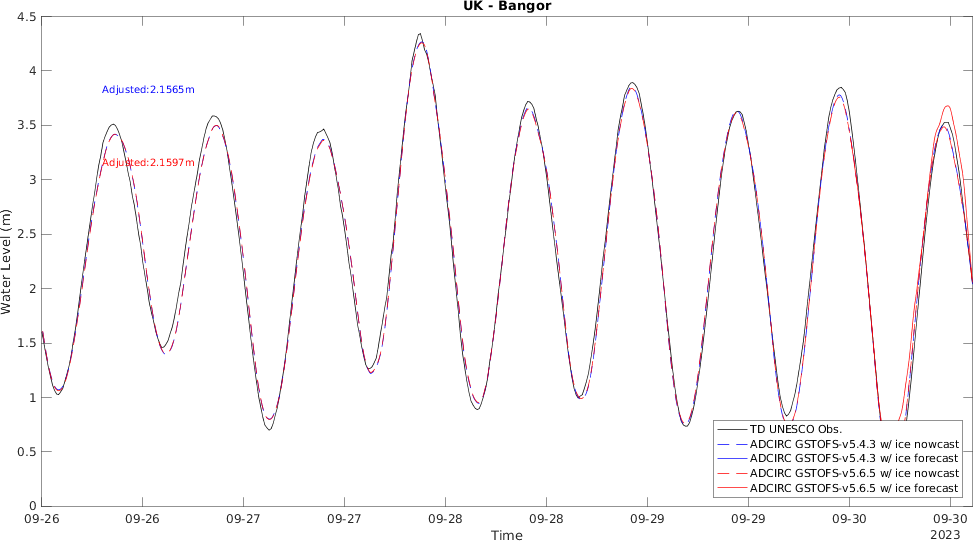 UK - Bangor
4.5
4
3.5
3
2.5
2
1.5
1
0.5
0
Water Level (m)
Adjusted:2.1565m
Adjusted:2.1597m
TD UNESCO Obs.
ADCIRC GSTOFS-v5.4.3 w/ ice nowcast
ADCIRC GSTOFS-v5.4.3 w/ ice forecast
ADCIRC GSTOFS-v5.6.5 w/ ice nowcast
ADCIRC GSTOFS-v5.6.5 w/ ice forecast
09-26 09-26 09-27 09-27 09-28 09-28 09-29 09-29 09-30 09-30
2023
Time